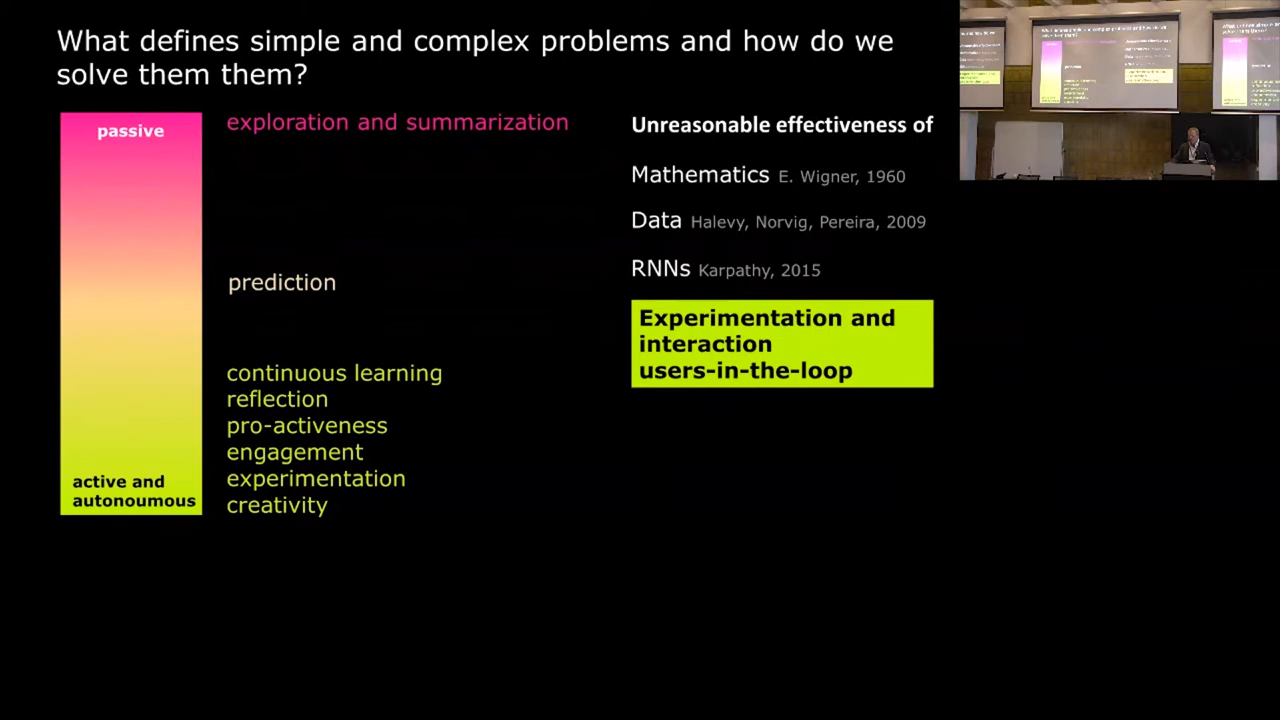 What defines simple and complex problems and how do we
solve them them?
passive
exploration and summarization
prediction
continuous learning
reflection
pro-activeness
engagement
experimentation
creativity
active and
autonoumous
Unreasonable effectiveness of
Mathematics E. Wigner, 1960
Data Halevy, Norvig, Pereira, 2009
RNNs Karpathy, 2015
Experimentation and
interaction
users-in-the-loop